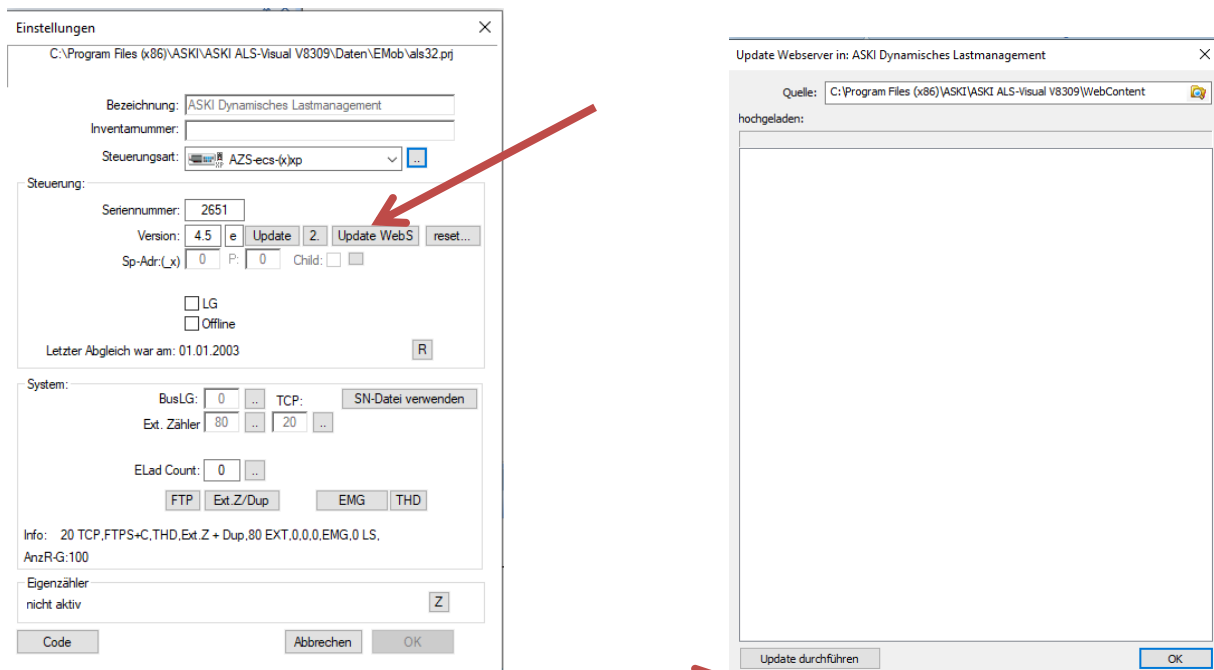 Einstellungen
C:\Program Files (x86)\ASKI\ASKI ALS-Visual V8309\Daten\EMob\als32.prj
Bezeichnung: ASKI Dynamisches Lastmanagement
Inventarnummer:
Steuerungsart: AZS-ecs-(x)xp ..
Steuerung:
Seriennummer: 2651
Version: 4.5 e Update 2. Update WebS reset...
Sp-Adr:(_x) 0 P: 0 Child:
LG
Offline
Letzter Abgleich war am: 01.01.2003 R
System:
BusLG: 0 .. TCP: SN-Datei verwenden
Ext. Zähler 80 .. 20 ..
ELad Count: 0 ..
FTP Ext.Z/Dup EMG THD
Info: 20 TCP,FTPS+C,THD,Ext.Z + Dup,80 EXT,0,0,0,EMG,0 LS,
AnzR-G:100
Eigenzähler
nicht aktiv Z
Code Abbrechen OK
Update Webserver in: ASKI Dynamisches Lastmanagement
Quelle: C:\Program Files (x86)\ASKI\ASKI ALS-Visual V8309\WebContent
hochgeladen:
Update durchführen OK